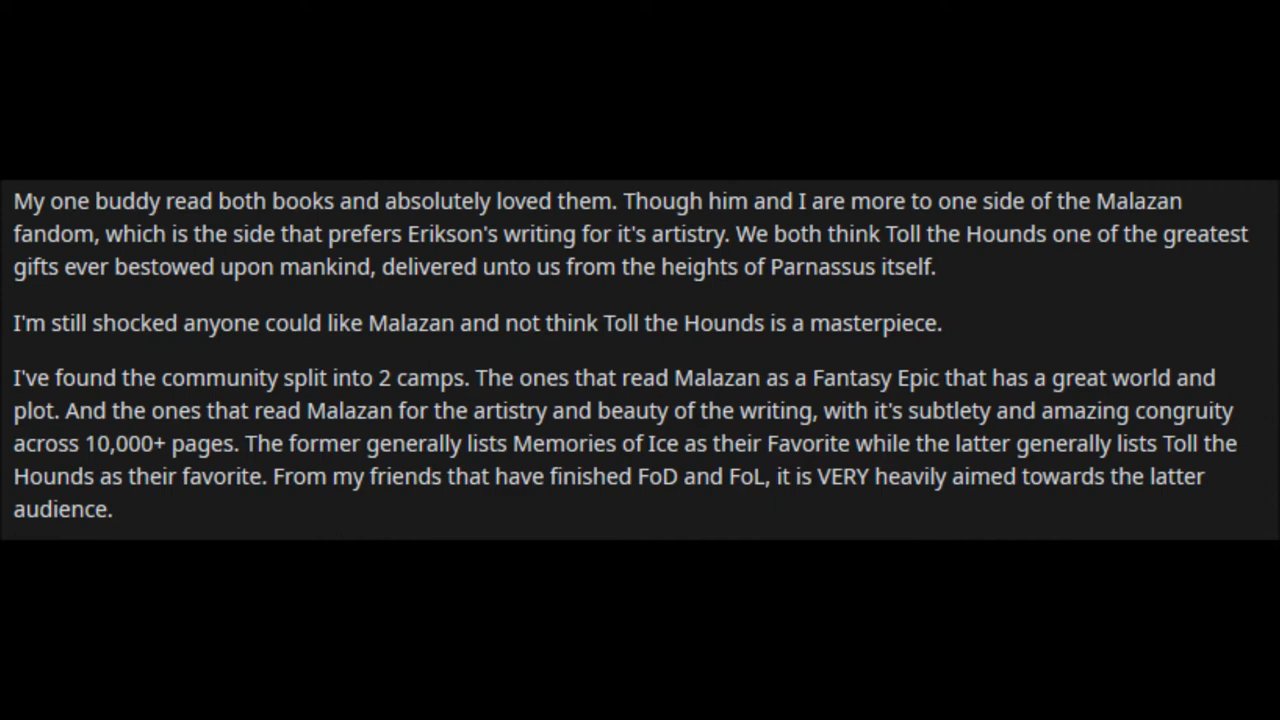 My one buddy read both books and absolutely loved them. Though him and I are more to one side of the Malazan
fandom, which is the side that prefers Erikson's writing for it's artistry. We both think Toll the Hounds one of the greatest
gifts ever bestowed upon mankind, delivered unto us from the heights of Parnassus itself.
I'm still shocked anyone could like Malazan and not think Toll the Hounds is a masterpiece.
I've found the community split into 2 camps. The ones that read Malazan as a Fantasy Epic that has a great world and
plot. And the ones that read Malazan for the artistry and beauty of the writing, with it's subtlety and amazing congruity
across 10,000+ pages. The former generally lists Memories of Ice as their Favorite while the latter generally lists Toll the
Hounds as their favorite. From my friends that have finished FoD and FoL, it is VERY heavily aimed towards the latter
audience.